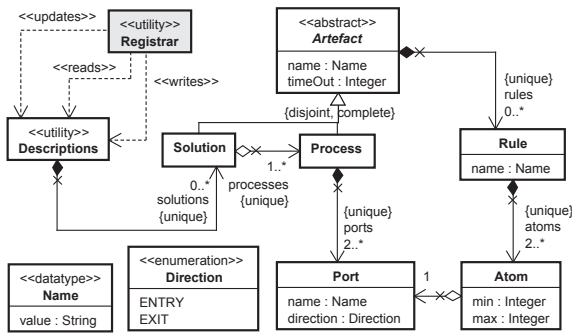 <<updates>>
<<utility>>
Registrar
<<reads>>
<<writes>>
<<abstract>>
Artefact
name : Name
timeOut : Integer
{disjoint, complete}
{unique}
rules
0..*
<<utility>>
Descriptions
Solution
Process
Rule
name : Name
0..*
solutions
{unique}
1..*
processes
{unique}
{unique}
ports
2..*
{unique}
atoms
2..*
<<datatype>>
Name
value : String
<<enumeration>>
Direction
ENTRY
EXIT
Port
name : Name
direction : Direction
1
Atom
min : Integer
max : Integer